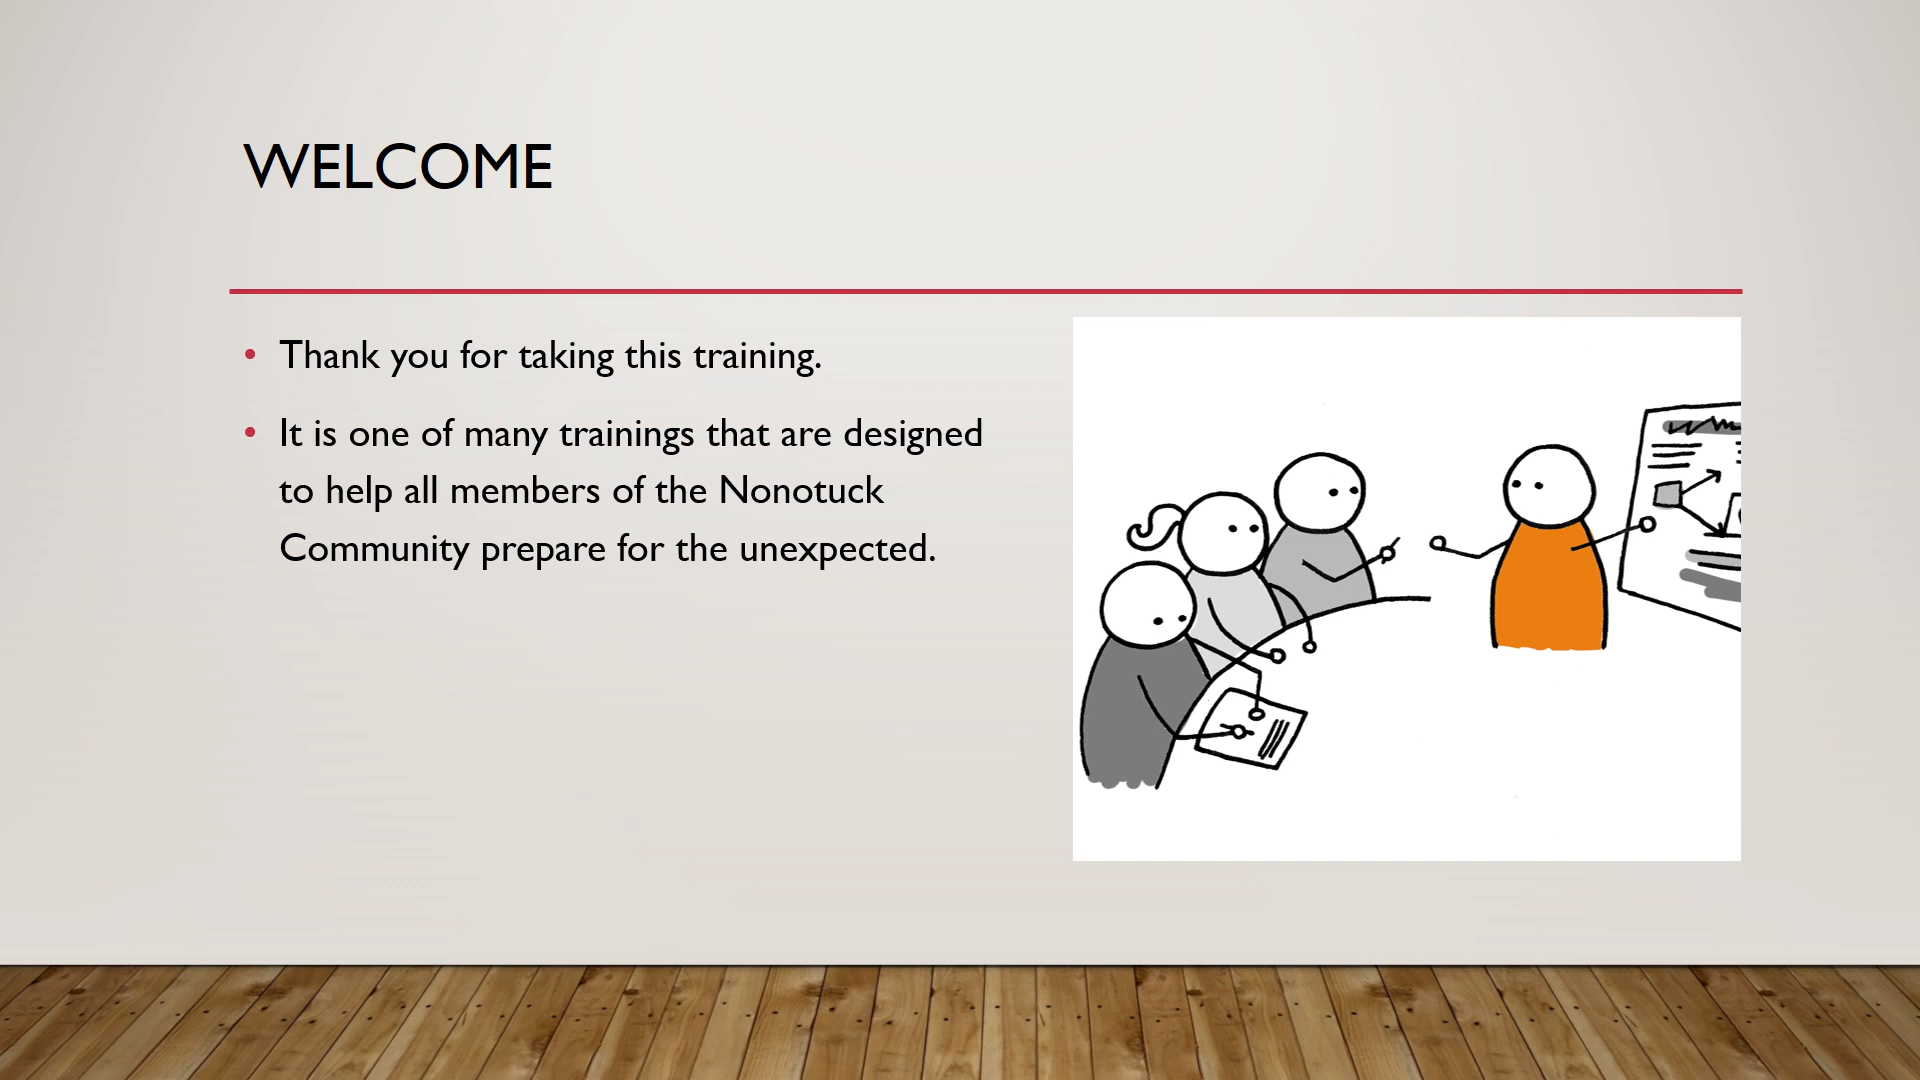 WELCOME
• Thank you for taking this training.
• It is one of many trainings that are designed
to help all members of the Nonotuck
Community prepare for the unexpected.